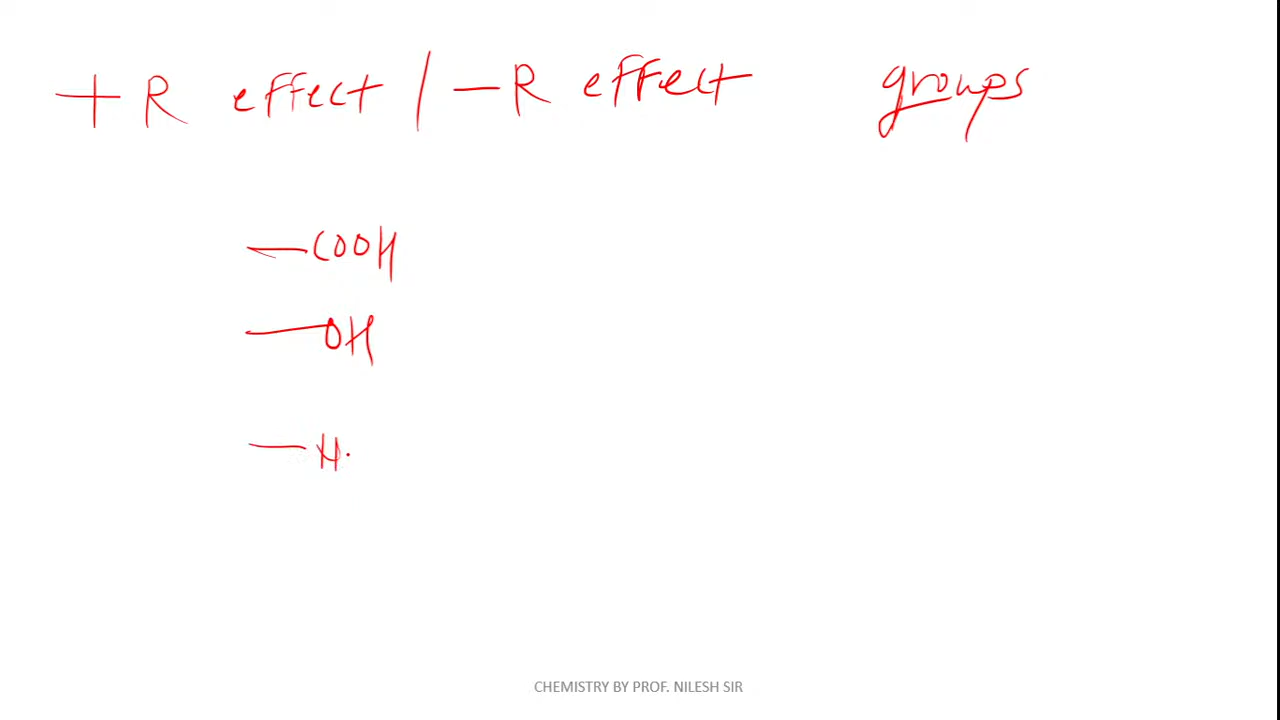 +R effect / -R effect groups
-COOH
-OH
CHEMISTRY BY PROF. NILESH SIR